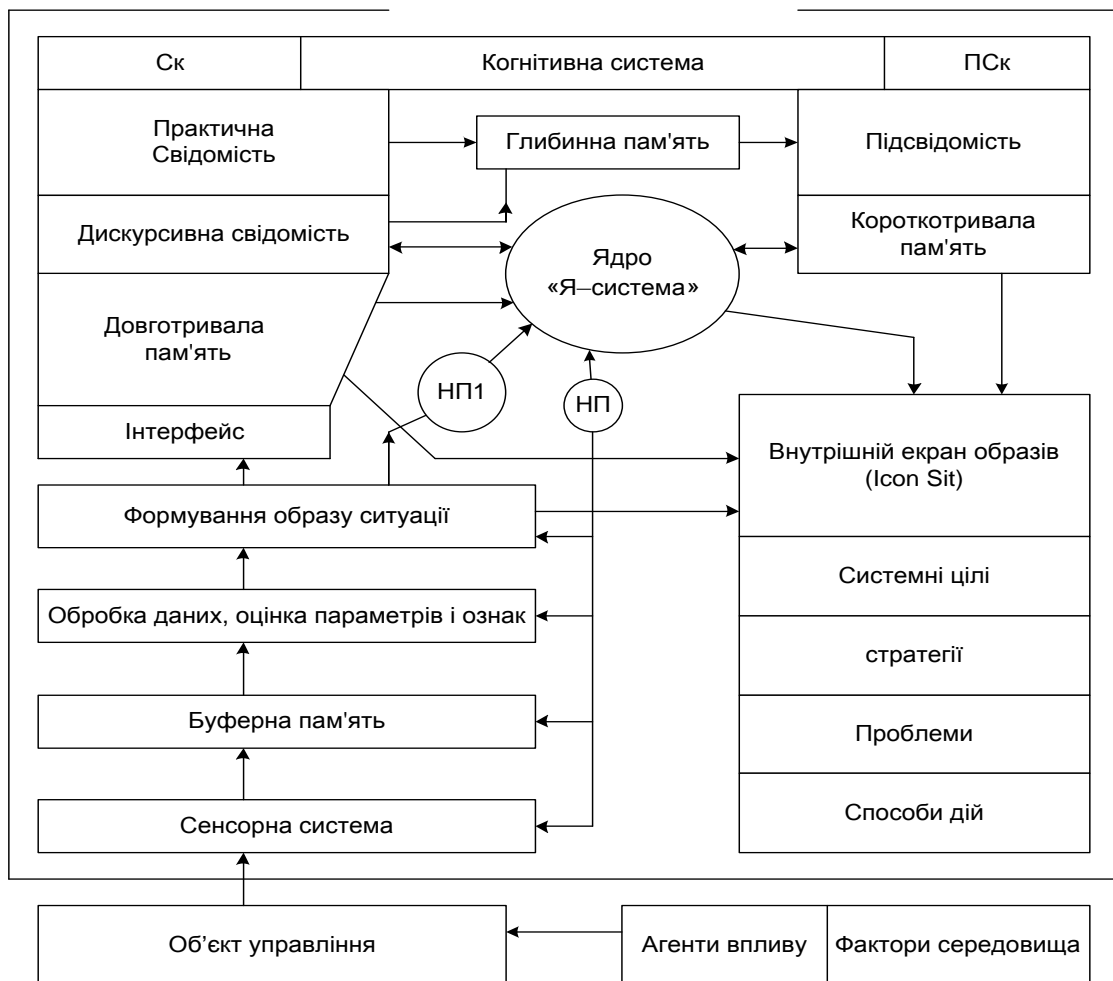 Ск
Когнітивна система
ПСк
Практична
Свідомість
Глибинна пам'ять
Підсвідомість
Дискурсивна свідомість
Короткотривала
пам'ять
Ядро
«Я–система»
Довготривала
пам'ять
НП1
НП
Інтерфейс
Внутрішній екран образів
(Icon Sit)
Формування образу ситуації
Системні цілі
Обробка даних, оцінка параметрів і ознак
стратегії
Буферна пам'ять
Проблеми
Сенсорна система
Способи дій
Об’єкт управління
Агенти впливу
Фактори середовища